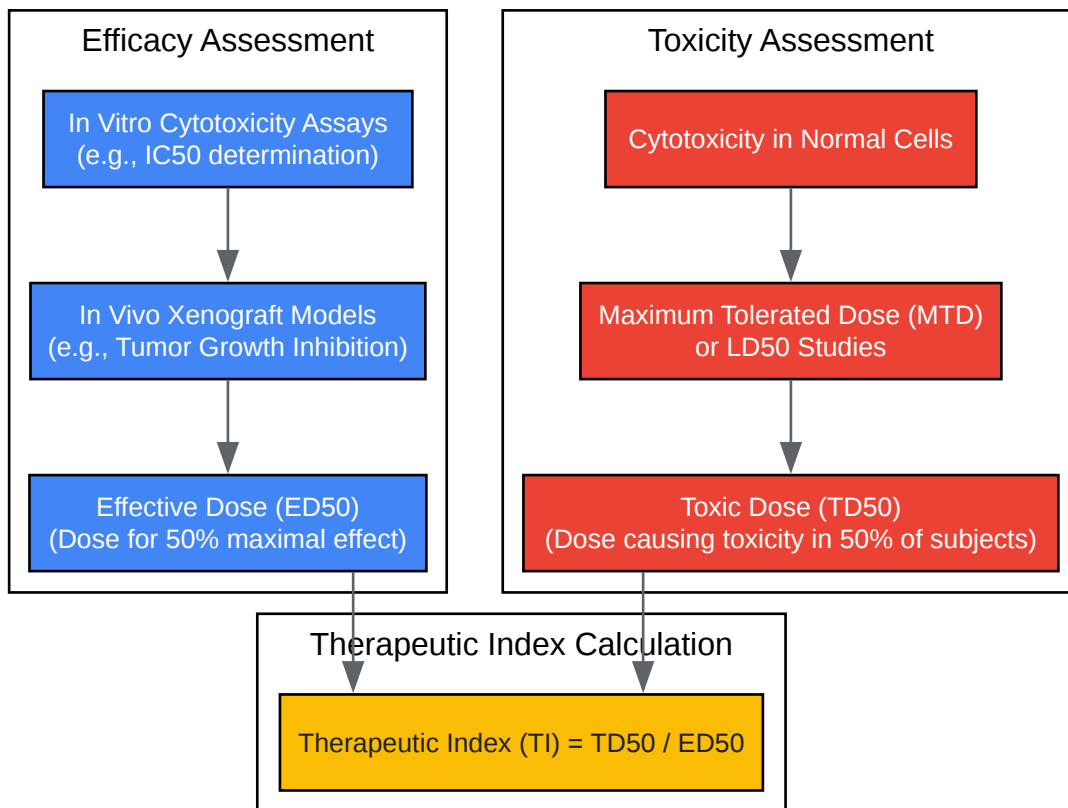 Efficacy Assessment
In Vitro Cytotoxicity Assays
(e.g., IC50 determination)
In Vivo Xenograft Models
(e.g., Tumor Growth Inhibition)
Effective Dose (ED50)
(Dose for 50% maximal effect)
Toxicity Assessment
Cytotoxicity in Normal Cells
Maximum Tolerated Dose (MTD)
or LD50 Studies
Toxic Dose (TD50)
(Dose causing toxicity in 50% of subjects)
Therapeutic Index Calculation
Therapeutic Index (TI) = TD50 / ED50